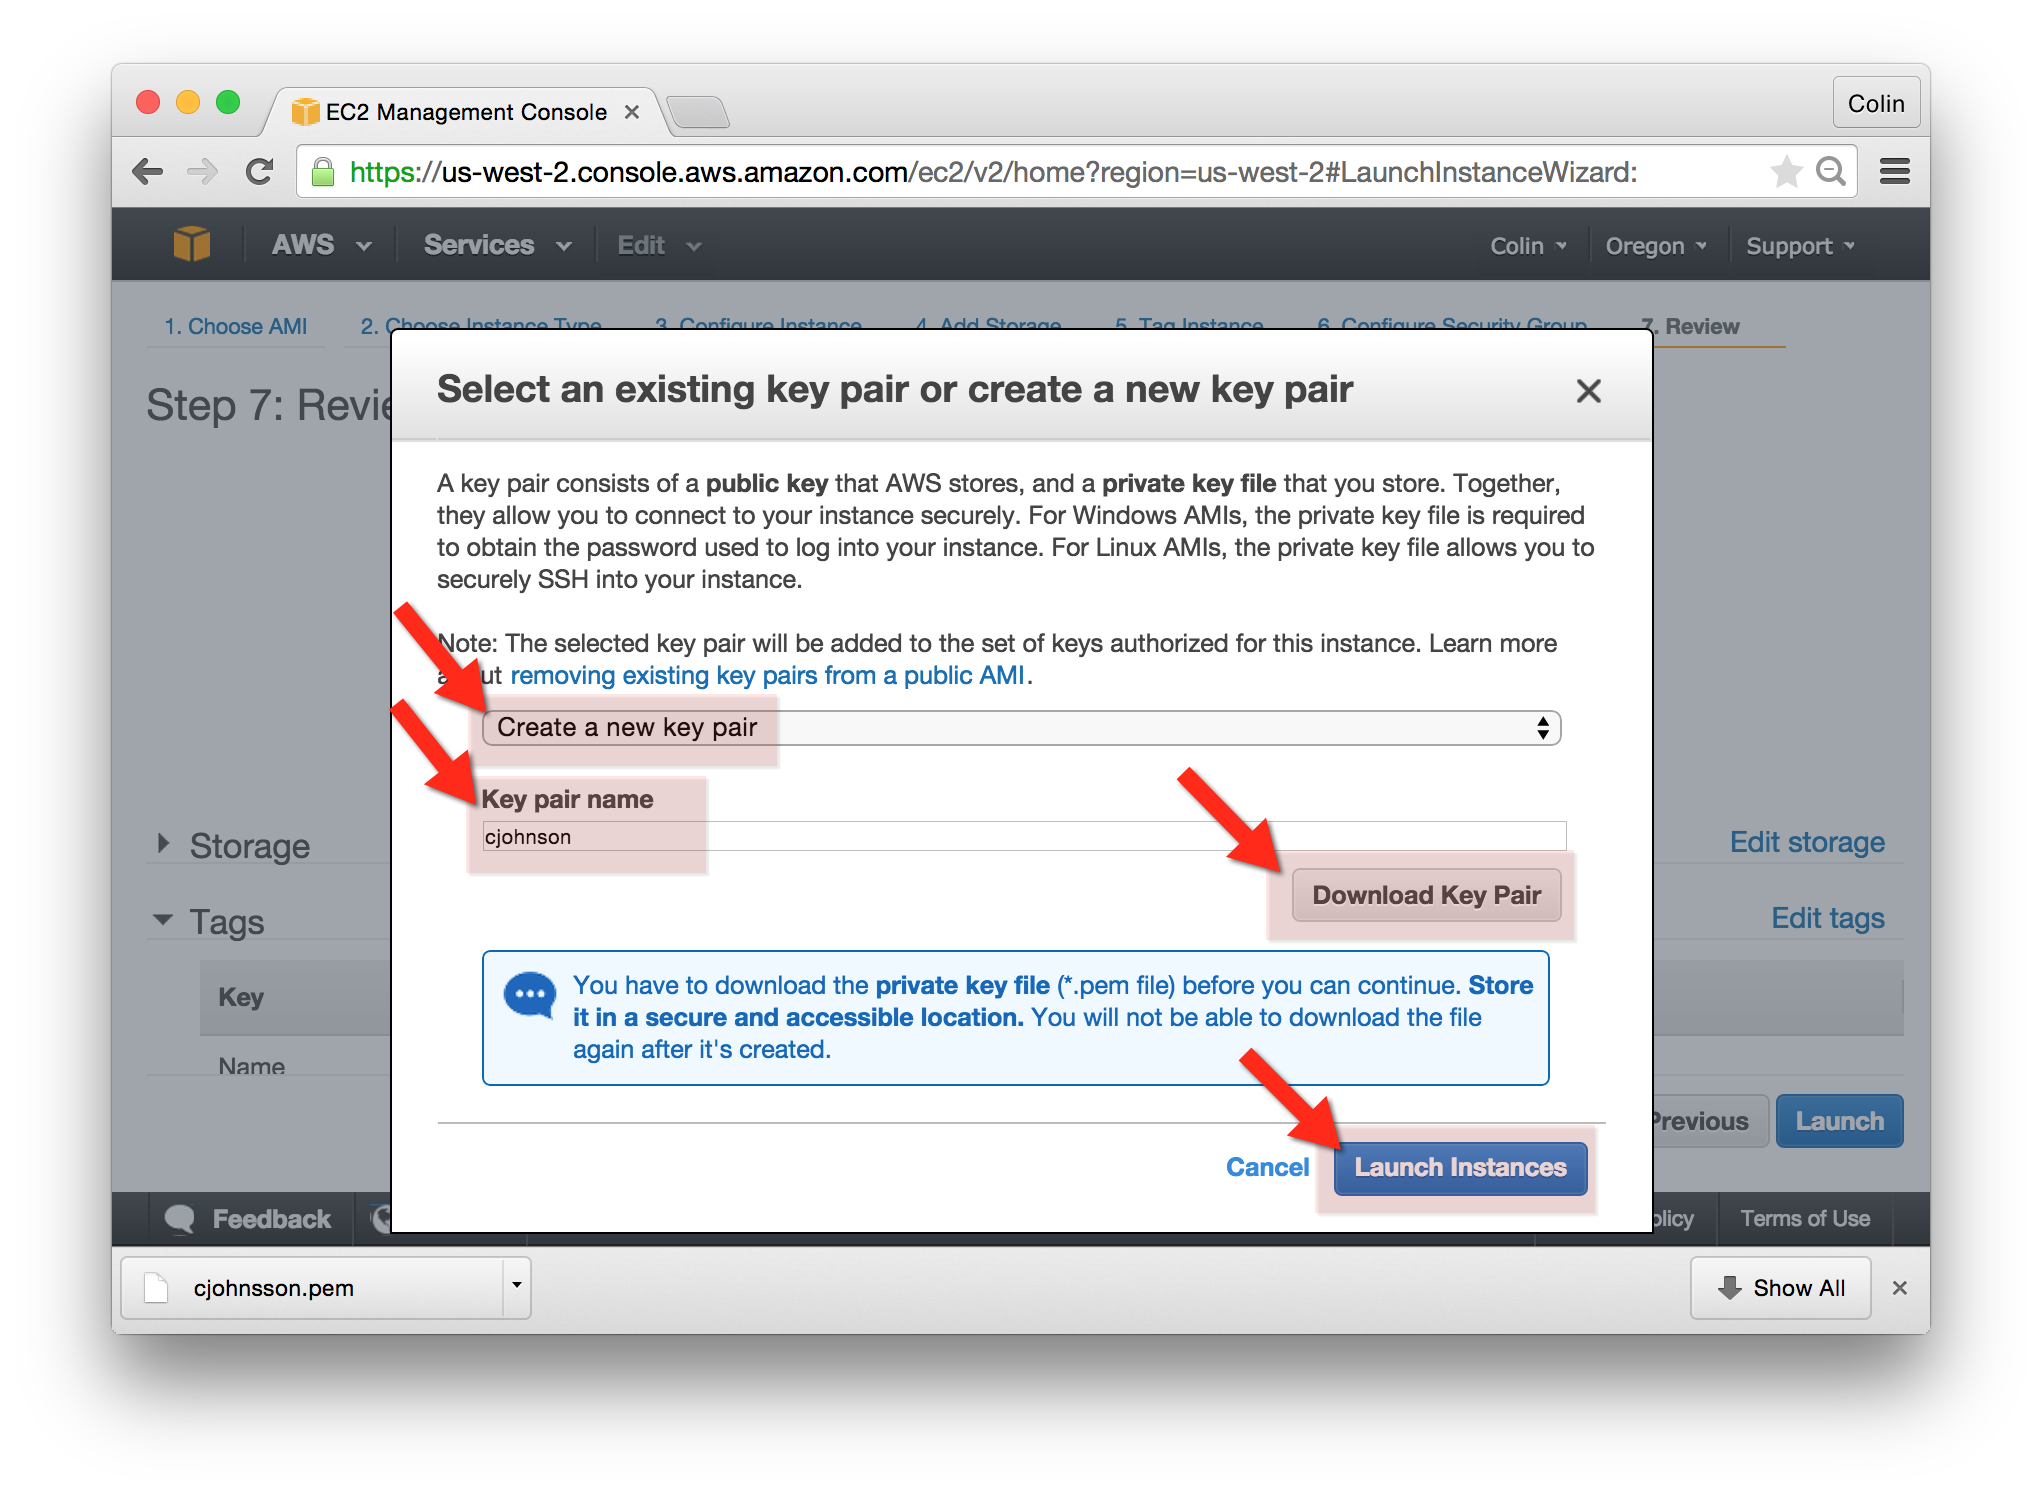 EC2 Management Console
Colin
https://us-west-2.console.aws.amazon.com/ec2/v2/home?region=us-west-2#LaunchInstanceWizard:
AWS Services Edit Colin Oregon Support
1. Choose AMI 2. Choose Instance Type 3. Configure Instance 4. Add Storage 5. Tag Instance 6. Configure Security Group 7. Review
Step 7: Revie
Select an existing key pair or create a new key pair
A key pair consists of a public key that AWS stores, and a private key file that you store. Together,
they allow you to connect to your instance securely. For Windows AMIs, the private key file is required
to obtain the password used to log into your instance. For Linux AMIs, the private key file allows you to
securely SSH into your instance.
Note: The selected key pair will be added to the set of keys authorized for this instance. Learn more
about removing existing key pairs from a public AMI.
Create a new key pair
Key pair name
cjohnson
Storage Edit storage
Download Key Pair
Tags Edit tags
You have to download the private key file (*.pem file) before you can continue. Store
it in a secure and accessible location. You will not be able to download the file
again after it's created.
Key
Name
Previous Launch
Cancel Launch Instances
Feedback olicy Terms of Use
cjohnsson.pem Show All